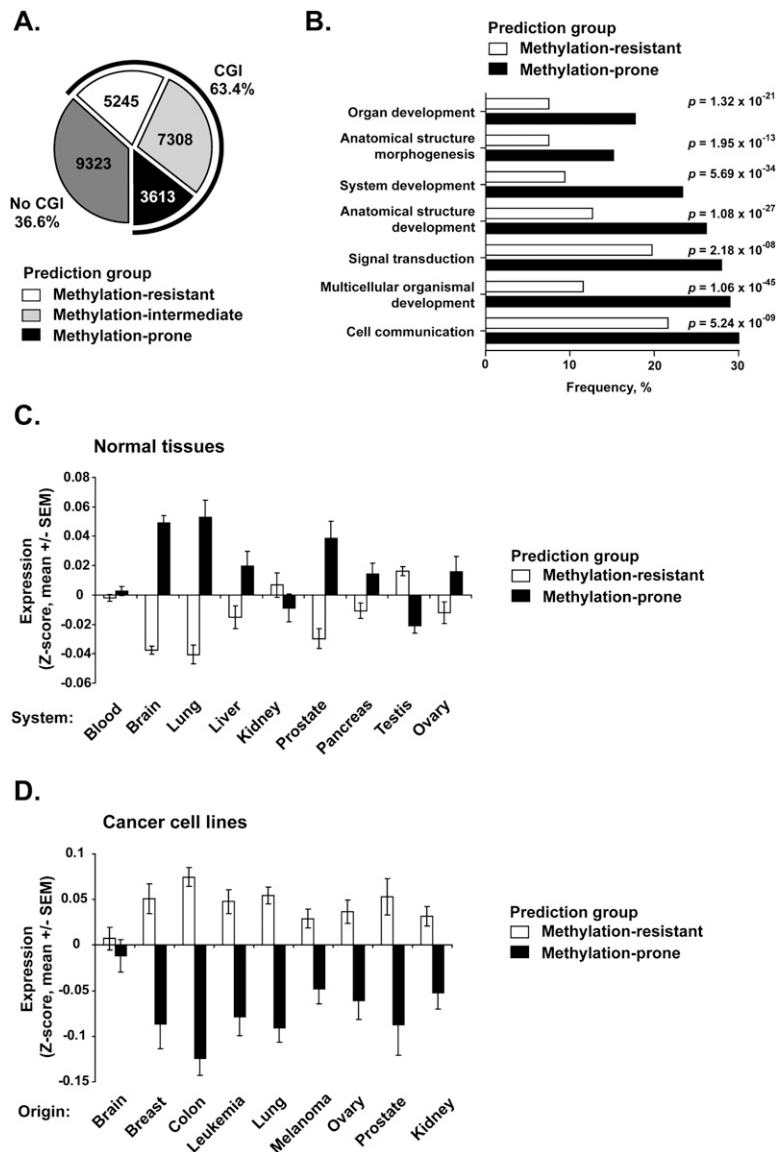 A.
CGI
63.4%
5245
7308
9323
3613
No CGI
36.6%
Prediction group
Methylation-resistant
Methylation-intermediate
Methylation-prone
B.
Prediction group
Methylation-resistant
Methylation-prone
Organ development
p = 1.32 x 10⁻²¹
Anatomical structure
morphogenesis
p = 1.95 x 10⁻¹³
System development
p = 5.69 x 10⁻³⁴
Anatomical structure
development
p = 1.08 x 10⁻²⁷
Signal transduction
p = 2.18 x 10⁻⁰⁸
Multicellular organismal
development
p = 1.06 x 10⁻⁴⁵
Cell communication
p = 5.24 x 10⁻⁰⁹
0 10 20 30
Frequency, %
C.
Normal tissues
Expression
(Z-score, mean +/- SEM)
0.08
0.06
0.04
0.02
0
-0.02
-0.04
-0.06
System:
Blood
Brain
Lung
Liver
Kidney
Prostate
Pancreas
Testis
Ovary
Prediction group
Methylation-resistant
Methylation-prone
D.
Cancer cell lines
Expression
(Z-score, mean +/- SEM)
0.1
0.05
0
-0.05
-0.1
-0.15
Origin:
Brain
Breast
Colon
Leukemia
Lung
Melanoma
Ovary
Prostate
Kidney
Prediction group
Methylation-resistant
Methylation-prone